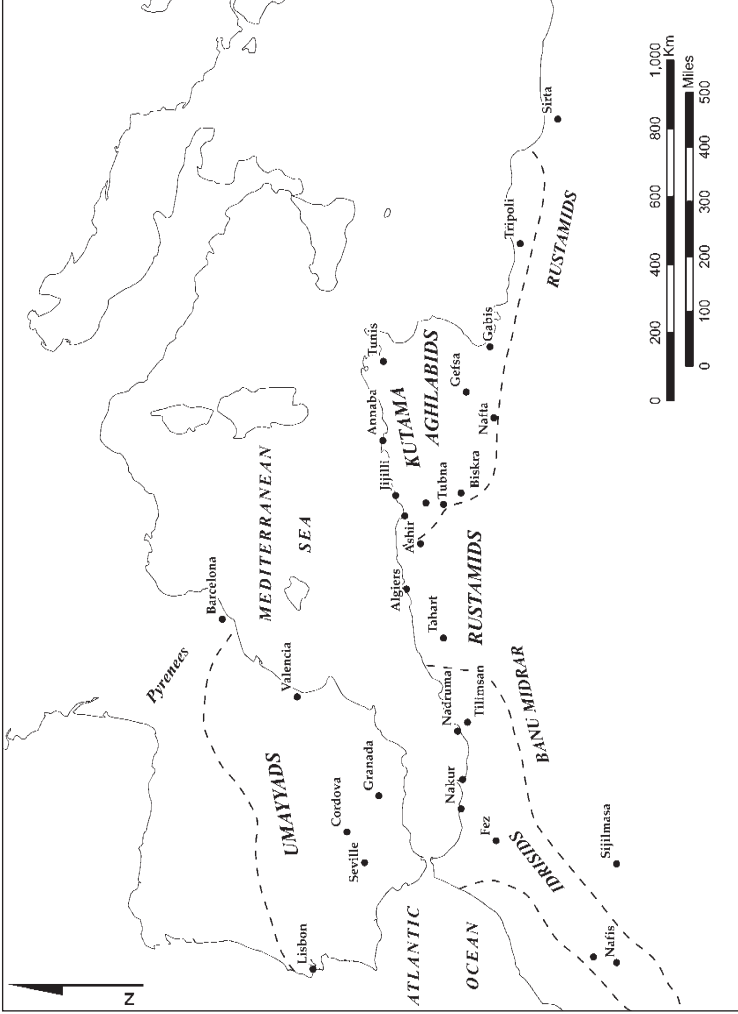 N
Pyrenees
Barcelona
UMAYYADS
Lisbon
Valencia
MEDITERRANEAN
SEA
Cordova
Seville
Granada
ATLANTIC
OCEAN
Nakur
Nadruma
Tilimsan
Fez
IDRISIDS
Nafis
Sijilmasa
BANU MIDRAR
Tahart
RUSTAMIDS
Algiers
Ashir
Jijilli
Annaba
Tunis
KUTAMA
AGHLABIDS
Tubna
Biskra
Gefsa
Nafta
Gabis
Tripoli
RUSTAMIDS
Sirta
0 200 400 600 800 1,000
Km
Miles
0 100 200 300 400 500